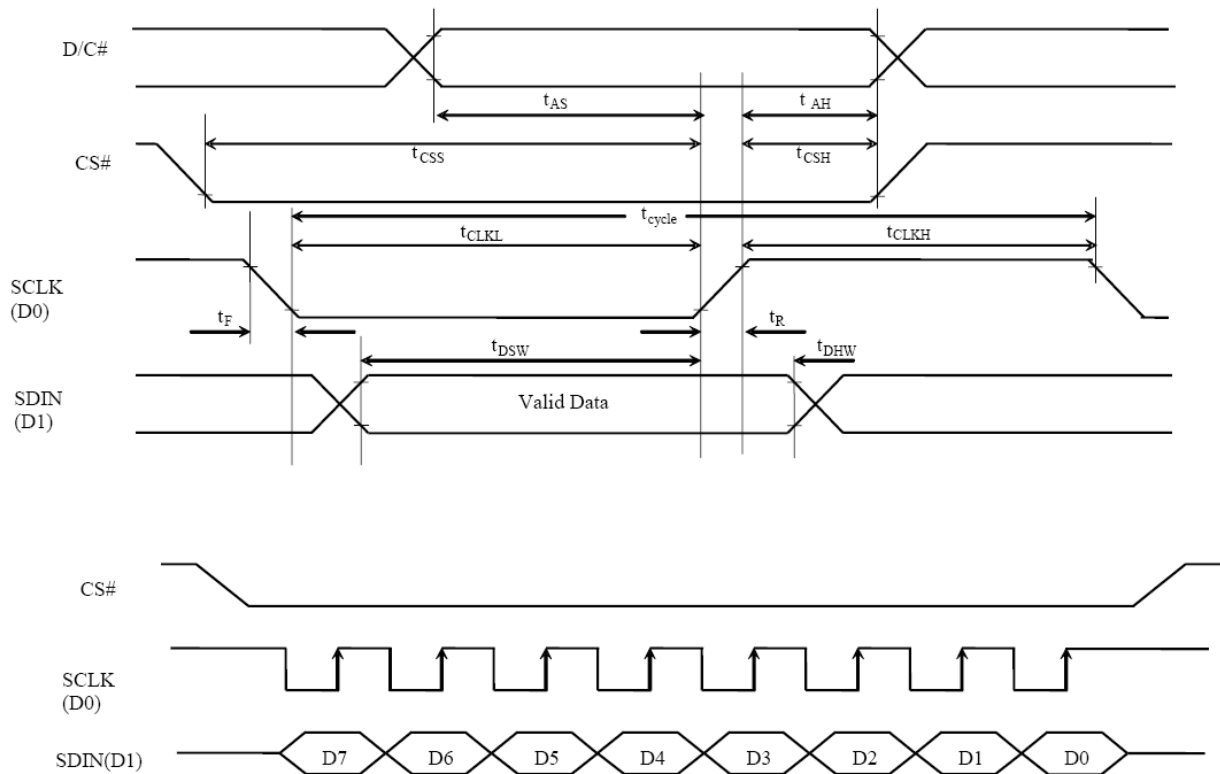 D/C#
t_AS
t_AH
CS#
t_CSS
t_CSH
t_cycle
t_CLKL
t_CLKH
SCLK
(D0)
t_F
t_R
t_DSW
t_DHW
SDIN
(D1)
Valid Data
CS#
SCLK
(D0)
SDIN(D1)
D7 D6 D5 D4 D3 D2 D1 D0